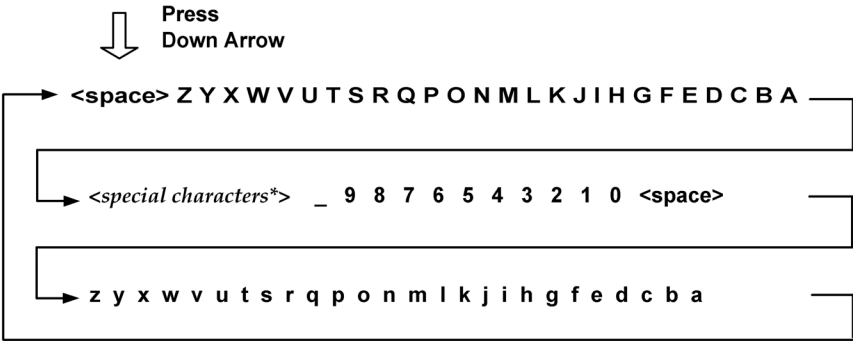 Press
Down Arrow
<space> Z Y X W V U T S R Q P O N M L K J I H G F E D C B A
<special characters*> _ 9 8 7 6 5 4 3 2 1 0 <space>
z y x w v u t s r q p o n m l k j i h g f e d c b a